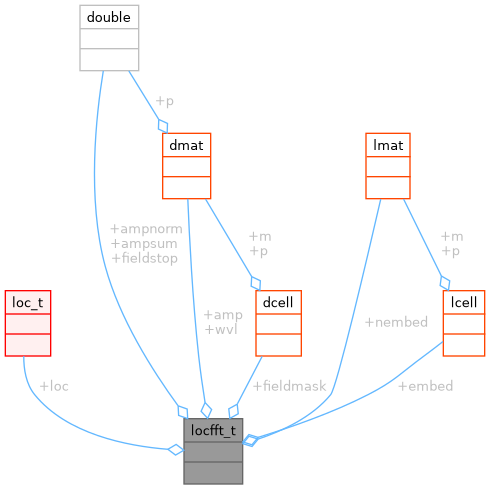 double
+p
dmat
lmat
+ampnorm
+ampsum
+fieldstop
+m
+p
+m
+p
loc_t
dcell
lcell
+amp
+wvl
+nembed
+loc
+fieldmask
+embed
locfft_t